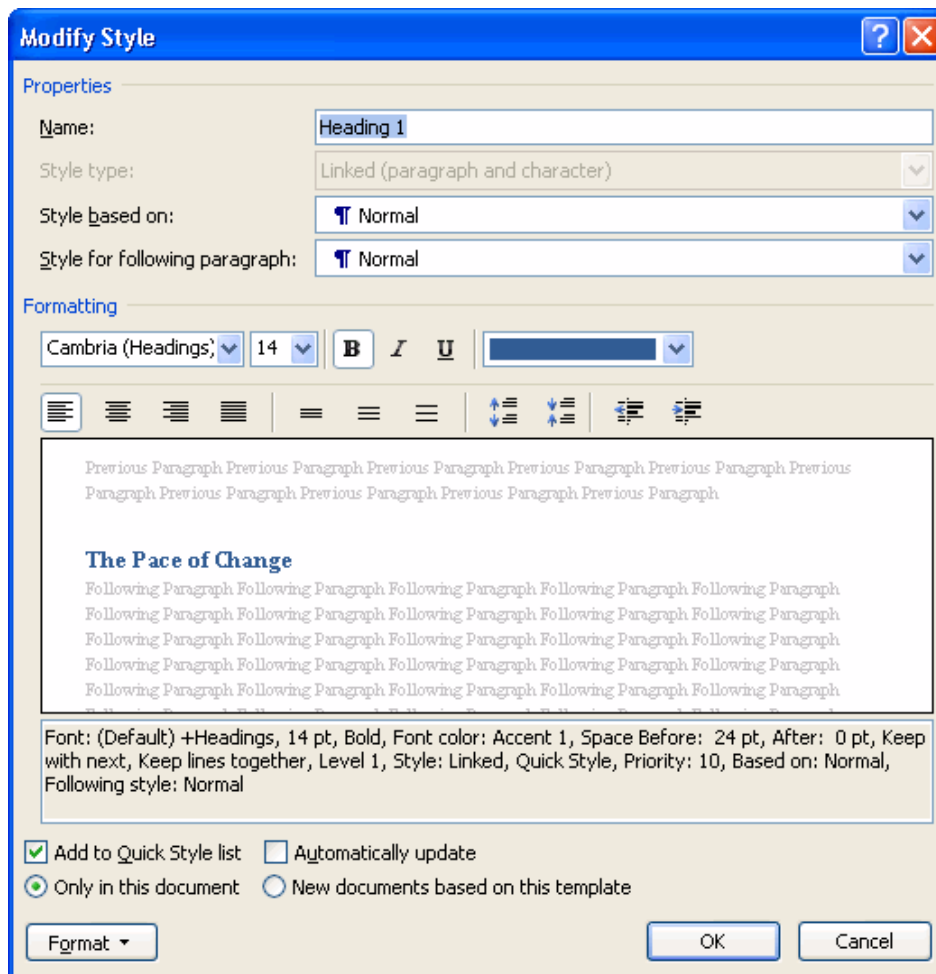 Modify Style
Properties
Name: Heading 1
Style type: Linked (paragraph and character)
Style based on: ¶ Normal
Style for following paragraph: ¶ Normal
Formatting
Cambria (Headings) 14 B I U
Previous Paragraph Previous Paragraph Previous Paragraph Previous Paragraph Previous Paragraph Previous
Paragraph Previous Paragraph Previous Paragraph Previous Paragraph Previous Paragraph
The Pace of Change
Following Paragraph Following Paragraph Following Paragraph Following Paragraph Following Paragraph
Following Paragraph Following Paragraph Following Paragraph Following Paragraph Following Paragraph
Following Paragraph Following Paragraph Following Paragraph Following Paragraph Following Paragraph
Following Paragraph Following Paragraph Following Paragraph Following Paragraph Following Paragraph
Following Paragraph Following Paragraph Following Paragraph Following Paragraph Following Paragraph
Font: (Default) +Headings, 14 pt, Bold, Font color: Accent 1, Space Before: 24 pt, After: 0 pt, Keep
with next, Keep lines together, Level 1, Style: Linked, Quick Style, Priority: 10, Based on: Normal,
Following style: Normal
Add to Quick Style list Automatically update
Only in this document New documents based on this template
Format OK Cancel